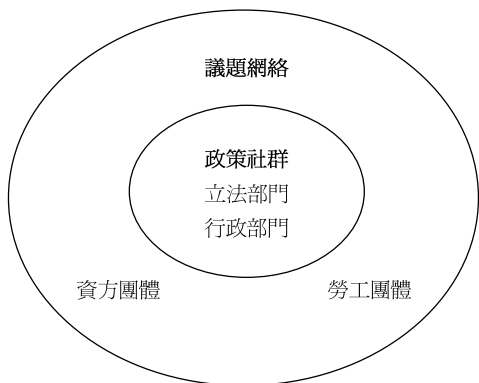 議題網絡
政策社群
立法部門
行政部門
資方團體
勞工團體